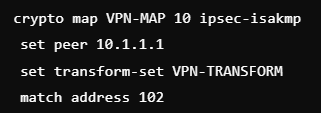 crypto map VPN-MAP 10 ipsec-isakmp
set peer 10.1.1.1
set transform-set VPN-TRANSFORM
match address 102